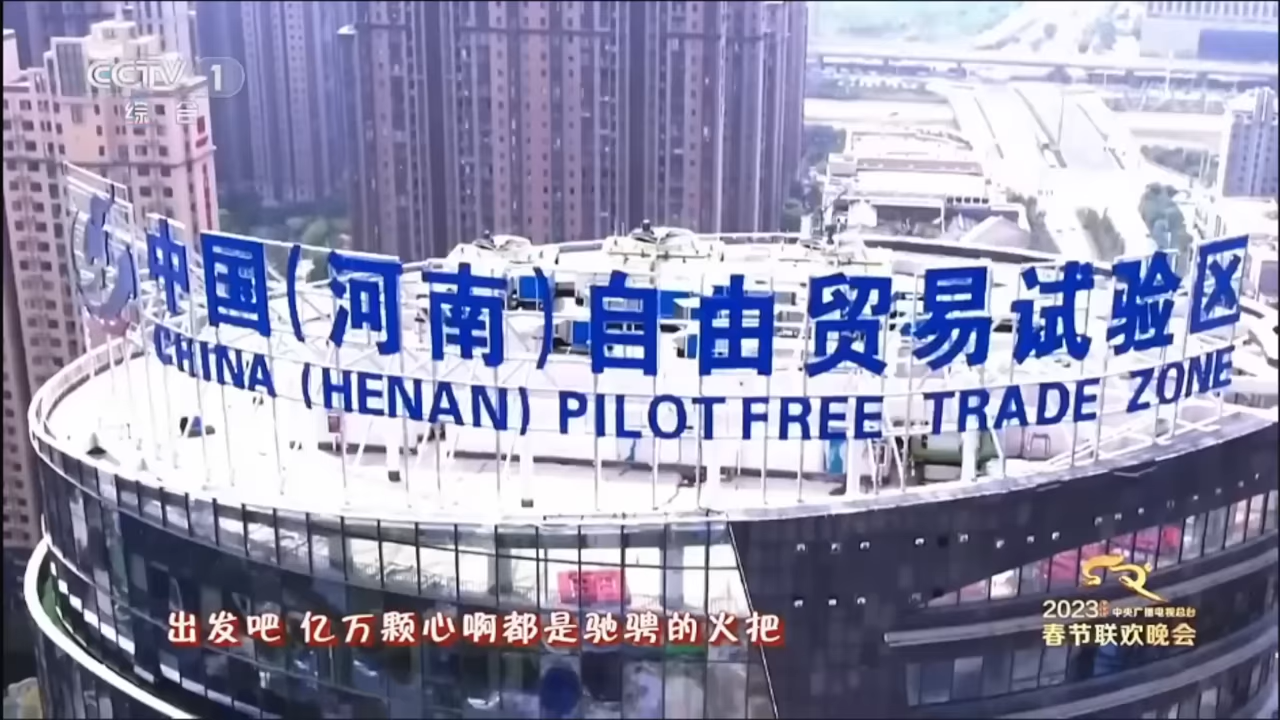 CCTV 1
综合
中国(河南)自由贸易试验区
CHINA (HENAN) PILOT FREE TRADE ZONE
出发吧 亿万颗心啊都是驰骋的火把
2023 中央广播电视总台
春节联欢晚会